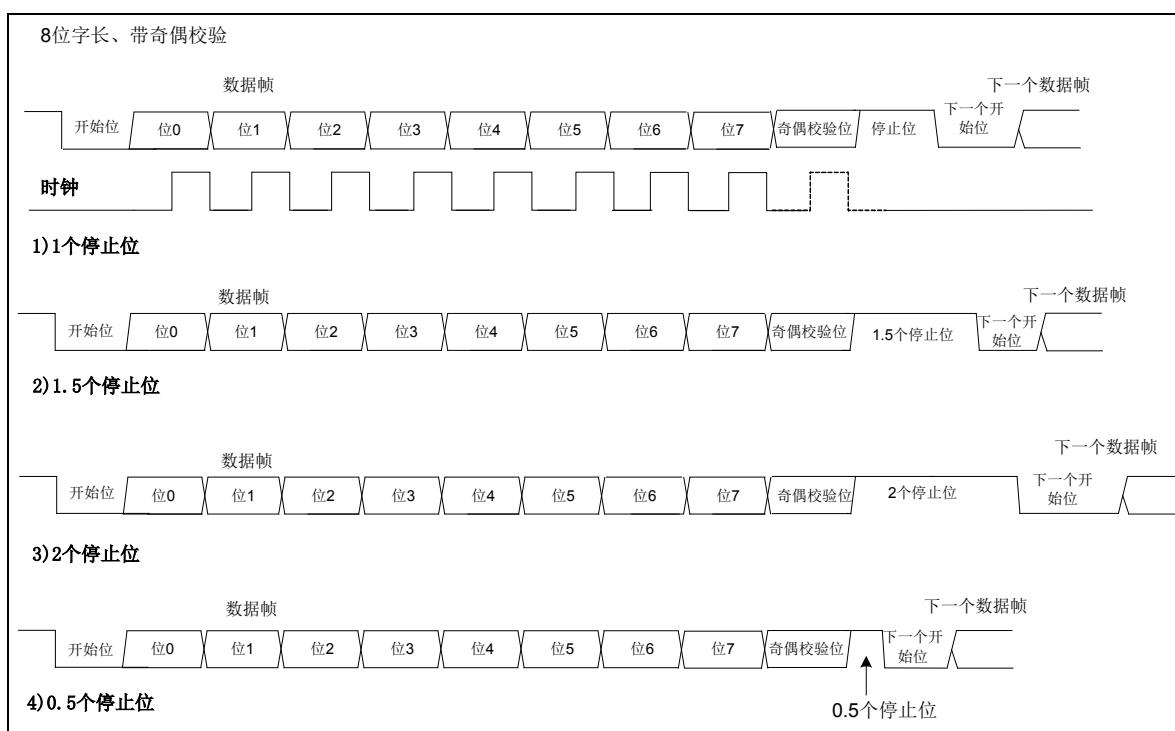 8位字长、带奇偶校验
数据帧 下一个数据帧
开始位 位0 位1 位2 位3 位4 位5 位6 位7 奇偶校验位 停止位 下一个开
始位
时钟
1)1个停止位
数据帧 下一个数据帧
开始位 位0 位1 位2 位3 位4 位5 位6 位7 奇偶校验位 1.5个停止位 下一个开
始位
2)1.5个停止位
数据帧 下一个数据帧
开始位 位0 位1 位2 位3 位4 位5 位6 位7 奇偶校验位 2个停止位 下一个开
始位
3)2个停止位
数据帧 下一个数据帧
开始位 位0 位1 位2 位3 位4 位5 位6 位7 奇偶校验位 下一个开
始位
4)0.5个停止位
0.5个停止位